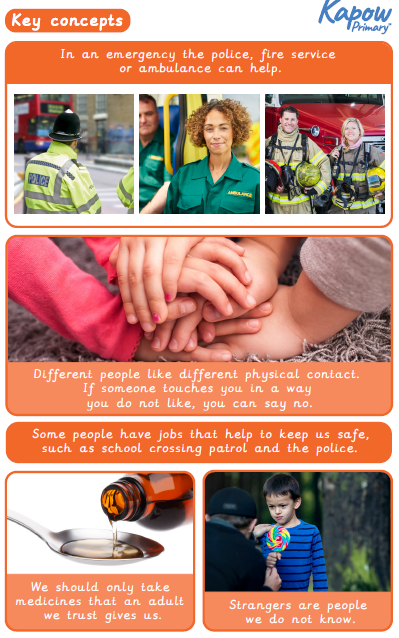 Key concepts
Kapow
Primary
In an emergency the police, fire service
or ambulance can help.
POLICE
AMBULANCE
Different people like different physical contact.
If someone touches you in a way
you do not like, you can say no.
Some people have jobs that help to keep us safe,
such as school crossing patrol and the police.
We should only take
medicines that an adult
we trust gives us.
Strangers are people
we do not know.